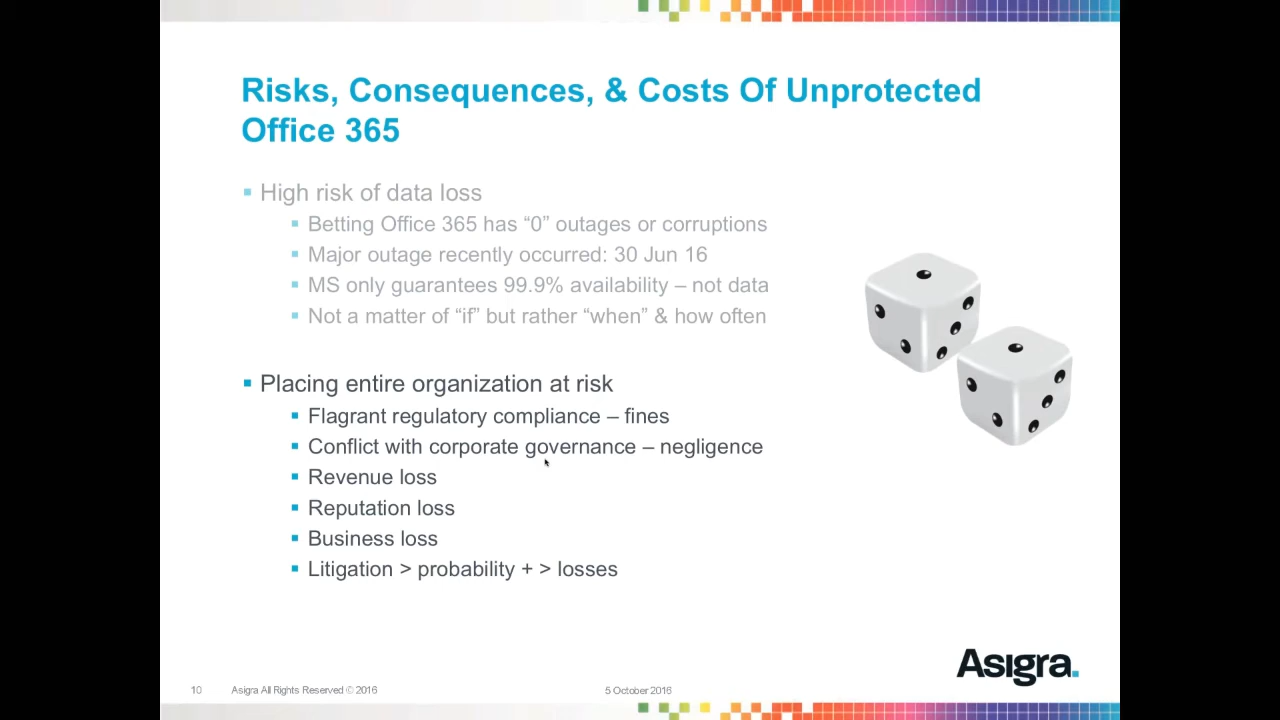 Risks, Consequences, & Costs Of Unprotected
Office 365
High risk of data loss
Betting Office 365 has “0” outages or corruptions
Major outage recently occurred: 30 Jun 16
MS only guarantees 99.9% availability – not data
Not a matter of “if” but rather “when” & how often
Placing entire organization at risk
Flagrant regulatory compliance – fines
Conflict with corporate governance – negligence
Revenue loss
Reputation loss
Business loss
Litigation > probability + > losses
Asigra.
10 Asigra All Rights Reserved © 2016 5 October 2016